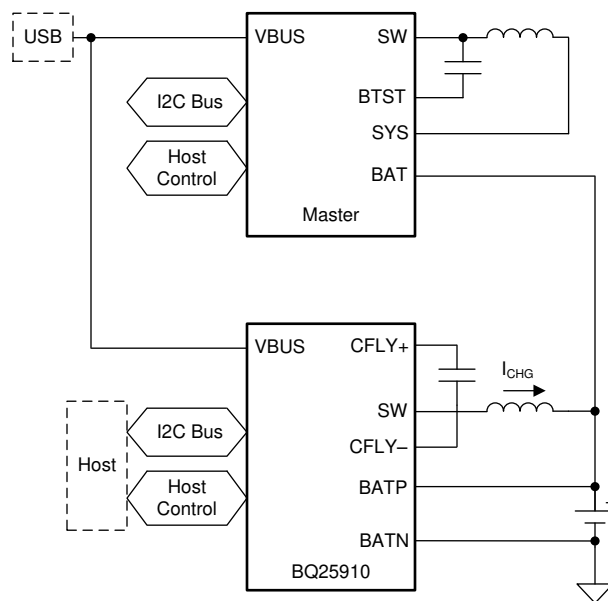 USB
VBUS
SW
I2C Bus
BTST
SYS
Host
Control
BAT
Master
VBUS
CFLY+
I_CHG
I2C Bus
SW
Host
CFLY–
Host
Control
BATP
BATN
BQ25910